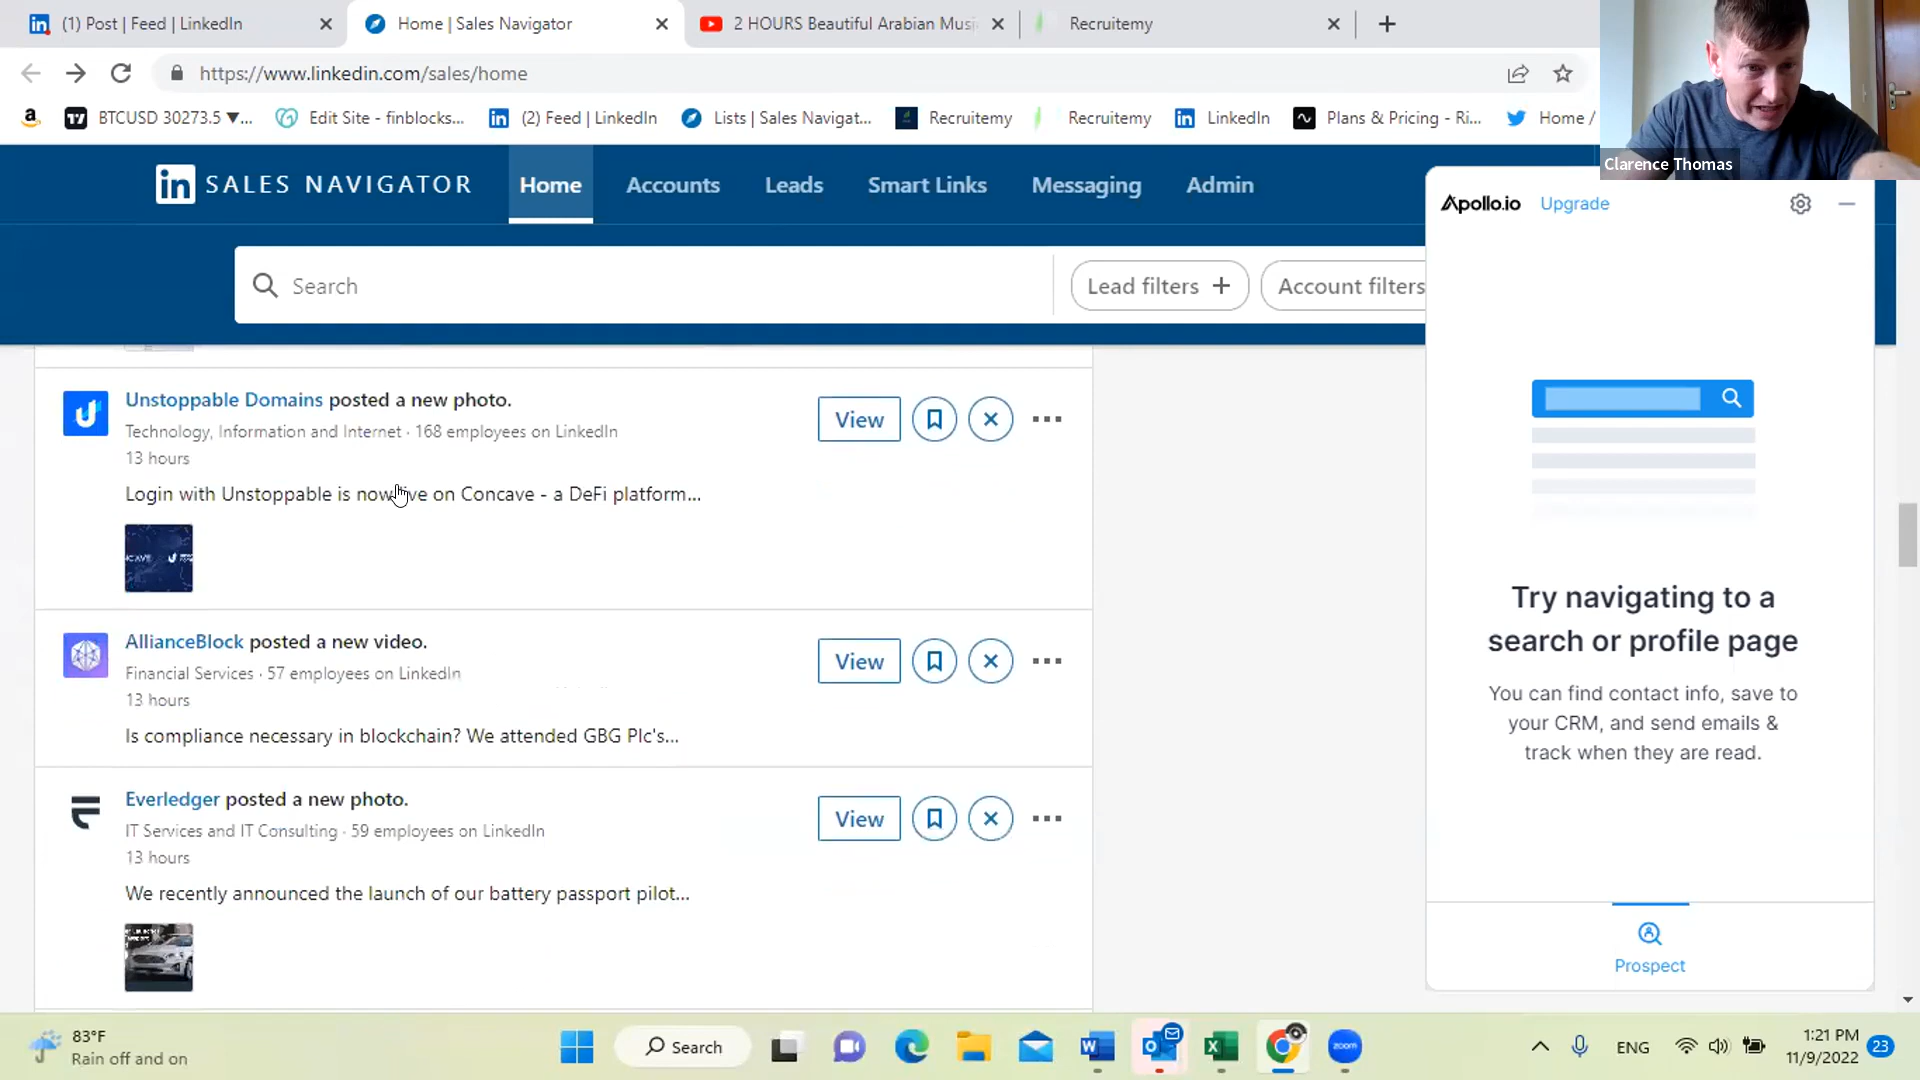 (1) Post | Feed | LinkedIn
Home | Sales Navigator
2 HOURS Beautiful Arabian Mus
Recruitemy
https://www.linkedin.com/sales/home
BTCUSD 30273.5 ▼...
Edit Site - finblocks...
(2) Feed | LinkedIn
Lists | Sales Navigat...
Recruitemy
Recruitemy
LinkedIn
Plans & Pricing - Ri...
Home /
Clarence Thomas
in SALES NAVIGATOR
Home
Accounts
Leads
Smart Links
Messaging
Admin
Search
Lead filters +
Account filters
Unstoppable Domains posted a new photo.
Technology, Information and Internet · 168 employees on LinkedIn
13 hours
Login with Unstoppable is now live on Concave - a DeFi platform...
View
AllianceBlock posted a new video.
Financial Services · 57 employees on LinkedIn
13 hours
Is compliance necessary in blockchain? We attended GBG Plc's...
View
Everledger posted a new photo.
IT Services and IT Consulting · 59 employees on LinkedIn
13 hours
We recently announced the launch of our battery passport pilot...
View
Apollo.io
Upgrade
Try navigating to a
search or profile page
You can find contact info, save to
your CRM, and send emails &
track when they are read.
Prospect
83°F
Rain off and on
Search
zoom
ENG
1:21 PM
11/9/2022
23